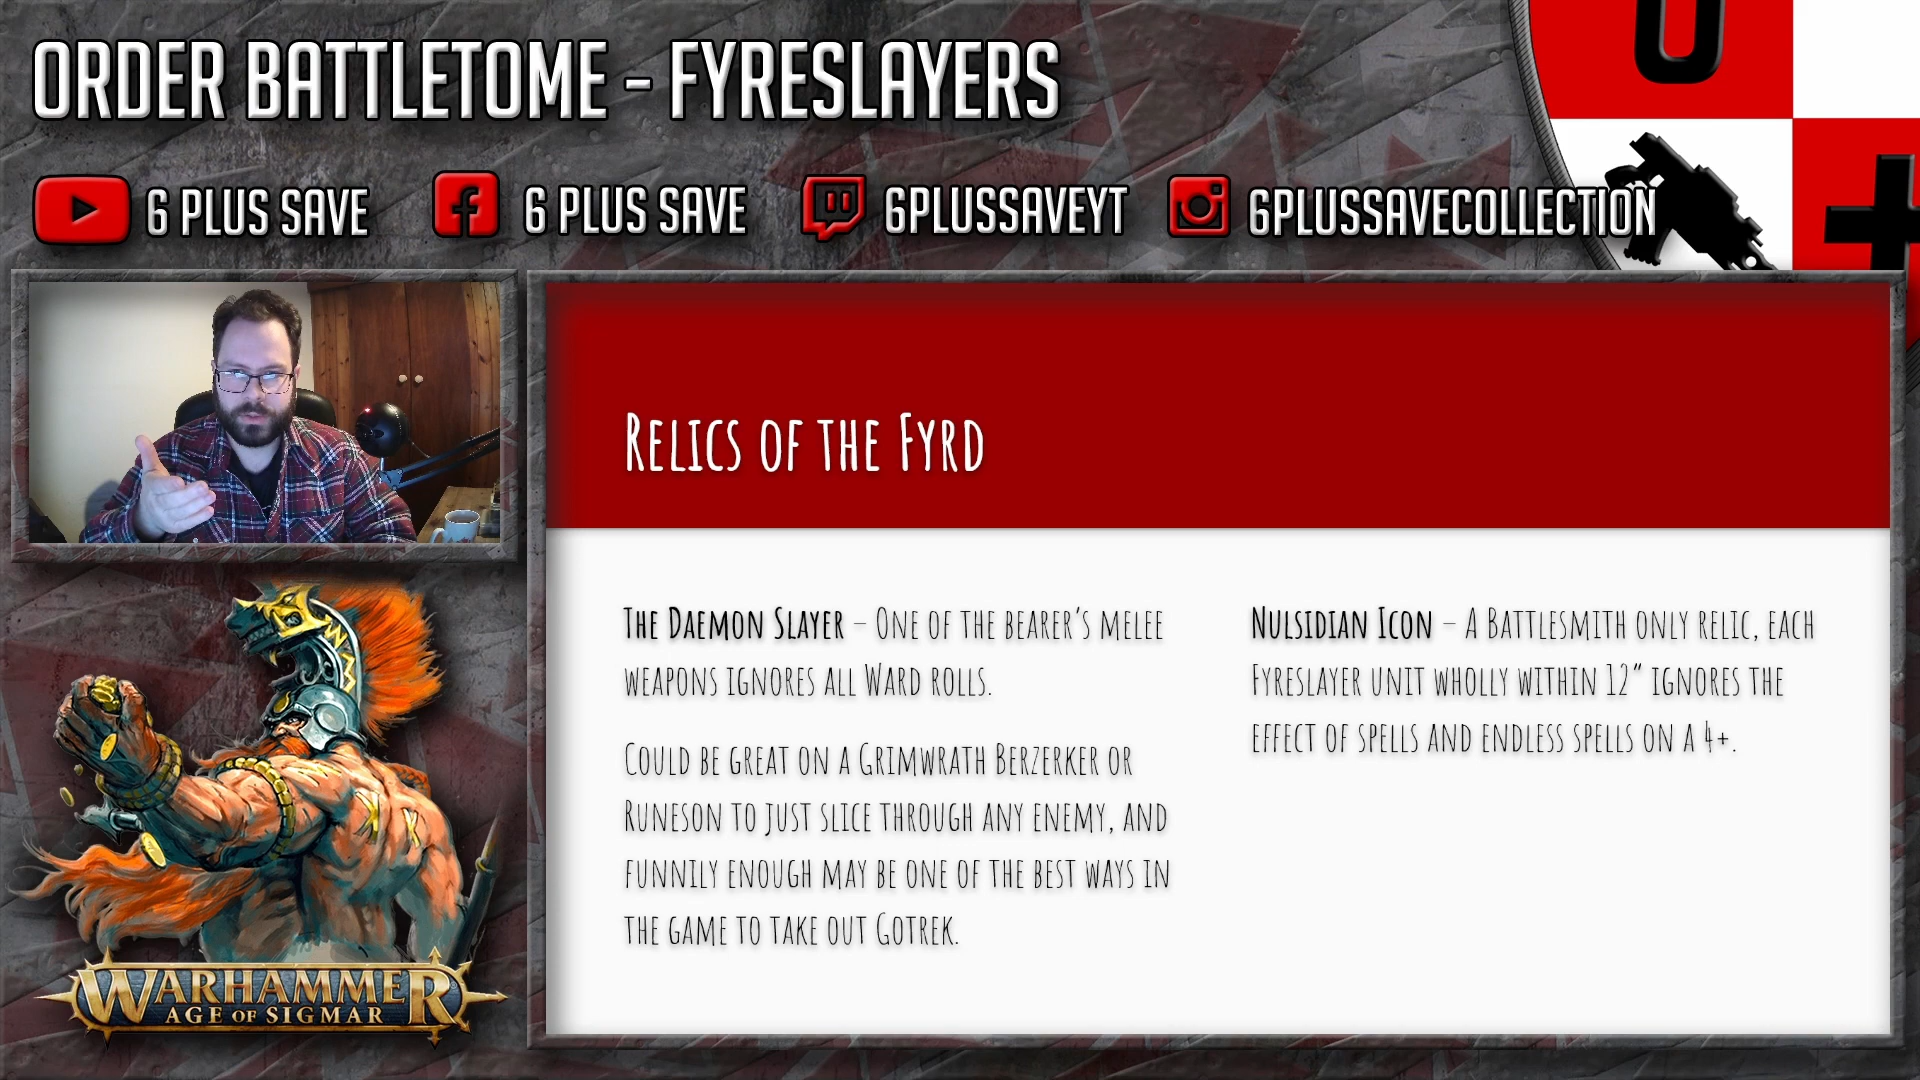 ORDER BATTLETOME - FYRESLAYERS
6 PLUS SAVE
6 PLUS SAVE
6PLUSSAVEYT
6PLUSSAVECOLLECTION
RELICS OF THE FYRD
THE DAEMON SLAYER – ONE OF THE BEARER'S MELEE
WEAPONS IGNORES ALL WARD ROLLS.
COULD BE GREAT ON A GRIMWRATH BERZERKER OR
RUNESON TO JUST SLICE THROUGH ANY ENEMY, AND
FUNNILY ENOUGH MAY BE ONE OF THE BEST WAYS IN
THE GAME TO TAKE OUT GOTREK.
NULSIDIAN ICON – A BATTLESMITH ONLY RELIC, EACH
FYRESLAYER UNIT WHOLLY WITHIN 12" IGNORES THE
EFFECT OF SPELLS AND ENDLESS SPELLS ON A 4+.
WARHAMMER
AGE OF SIGMAR